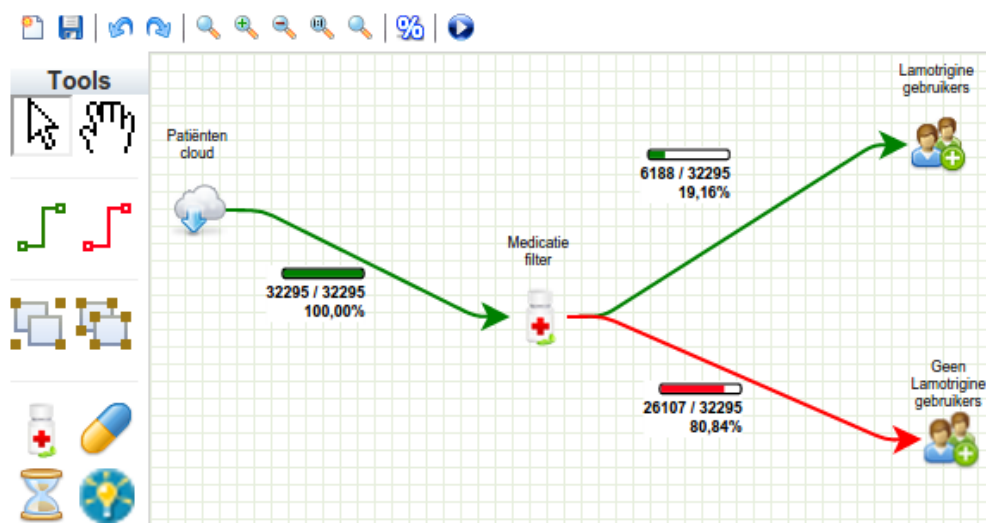 %
Tools
Patiënten
cloud
32295 / 32295
100,00%
Medicatie
filter
6188 / 32295
19,16%
Lamotrigine
gebruikers
26107 / 32295
80,84%
Geen
Lamotrigine
gebruikers